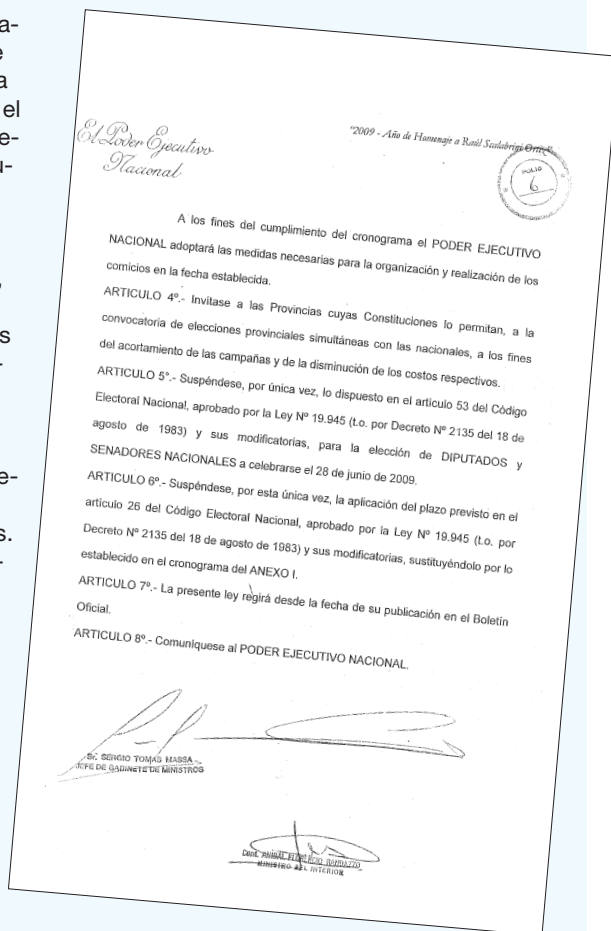 a-
e
a
el
e-
u-
,
s
-
e-
s.
-
El Poder Ejecutivo
Nacional
"2009 - Año de Homenaje a Raúl Scalabrini Ortiz"
FOLIO
6
A los fines del cumplimiento del cronograma el PODER EJECUTIVO
NACIONAL adoptará las medidas necesarias para la organización y realización de los
comicios en la fecha establecida.
ARTICULO 4º.- Invítase a las Provincias cuyas Constituciones lo permitan, a la
convocatoria de elecciones provinciales simultáneas con las nacionales, a los fines
del acortamiento de las campañas y de la disminución de los costos respectivos.
ARTICULO 5°.- Suspéndese, por única vez, lo dispuesto en el artículo 53 del Código
Electoral Nacional, aprobado por la Ley Nº 19.945 (t.o. por Decreto Nº 2135 del 18 de
agosto de 1983) y sus modificatorias, para la elección de DIPUTADOS y
SENADORES NACIONALES a celebrarse el 28 de junio de 2009.
ARTICULO 6º.- Suspéndese, por esta única vez, la aplicación del plazo previsto en el
artículo 26 del Código Electoral Nacional, aprobado por la Ley Nº 19.945 (t.o. por
Decreto Nº 2135 del 18 de agosto de 1983) y sus modificatorias, sustituyéndolo por lo
establecido en el cronograma del ANEXO I.
ARTICULO 7º.- La presente ley regirá desde la fecha de su publicación en el Boletín
Oficial.
ARTICULO 8º.- Comuníquese al PODER EJECUTIVO NACIONAL.
Sr. SERGIO TOMAS MASSA
JEFE DE GABINETE DE MINISTROS
Cont. ANIBAL FLORENCIO RANDAZZO
MINISTRO DEL INTERIOR